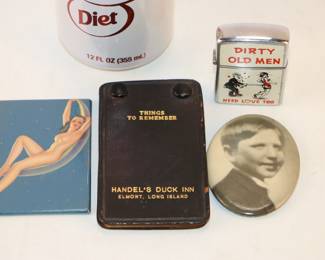 Diet
12 FL OZ (355 mL)
DIRTY
OLD MEN
NEED LOVE TOO
THINGS
TO REMEMBER
HANDEL'S DUCK INN
ELMONT, LONG ISLAND